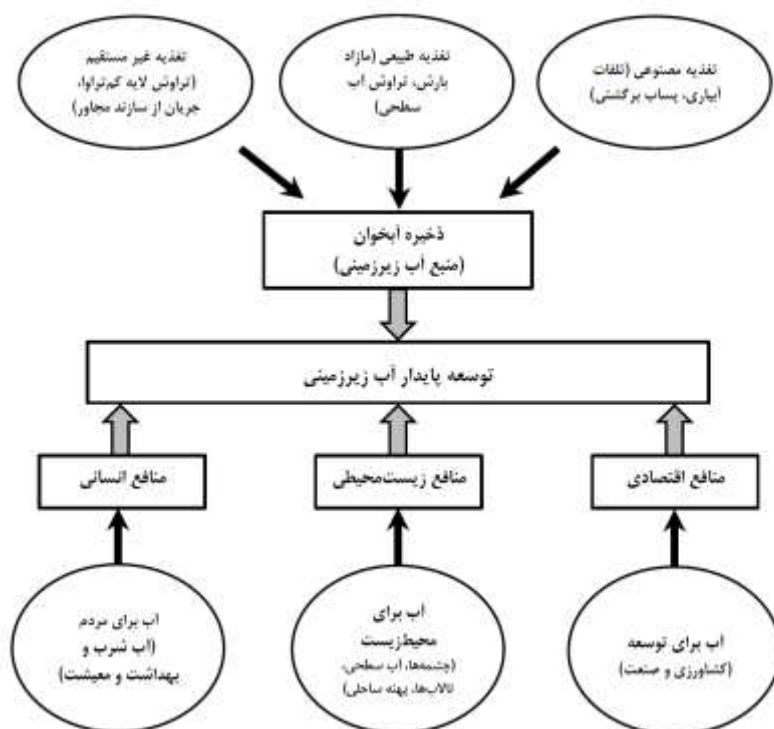 تغذیه مصنوعی (تلفات
آبیاری، پساب برگشتی)
تغذیه طبیعی (مازاد
بارش، تراوش آب
سطحی)
تغذیه غیر مستقیم
(تراوش لایه کم‌تراوا،
جریان از سازند مجاور)
ذخیره آبخوان
(منبع آب زیرزمینی)
توسعه پایدار آب زیرزمینی
منافع اقتصادی
منافع زیست‌محیطی
منافع انسانی
آب برای توسعه
(کشاورزی و صنعت)
آب برای
محیط‌زیست
(چشمه‌ها، آب سطحی،
تالاب‌ها، پهنه ساحلی)
آب برای مردم
(آب شرب و
بهداشت و معیشت)